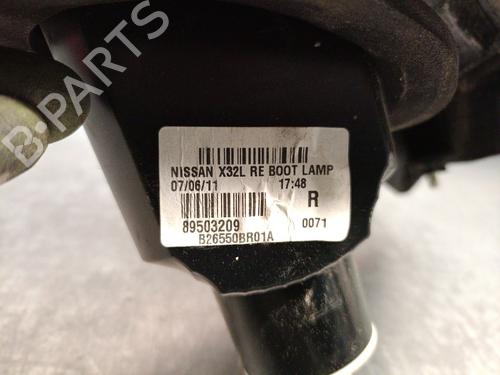 B-PARTS
NISSAN X32L RE BOOT LAMP
07/06/11 17:48
R
89503209 0071
B26550BR01A